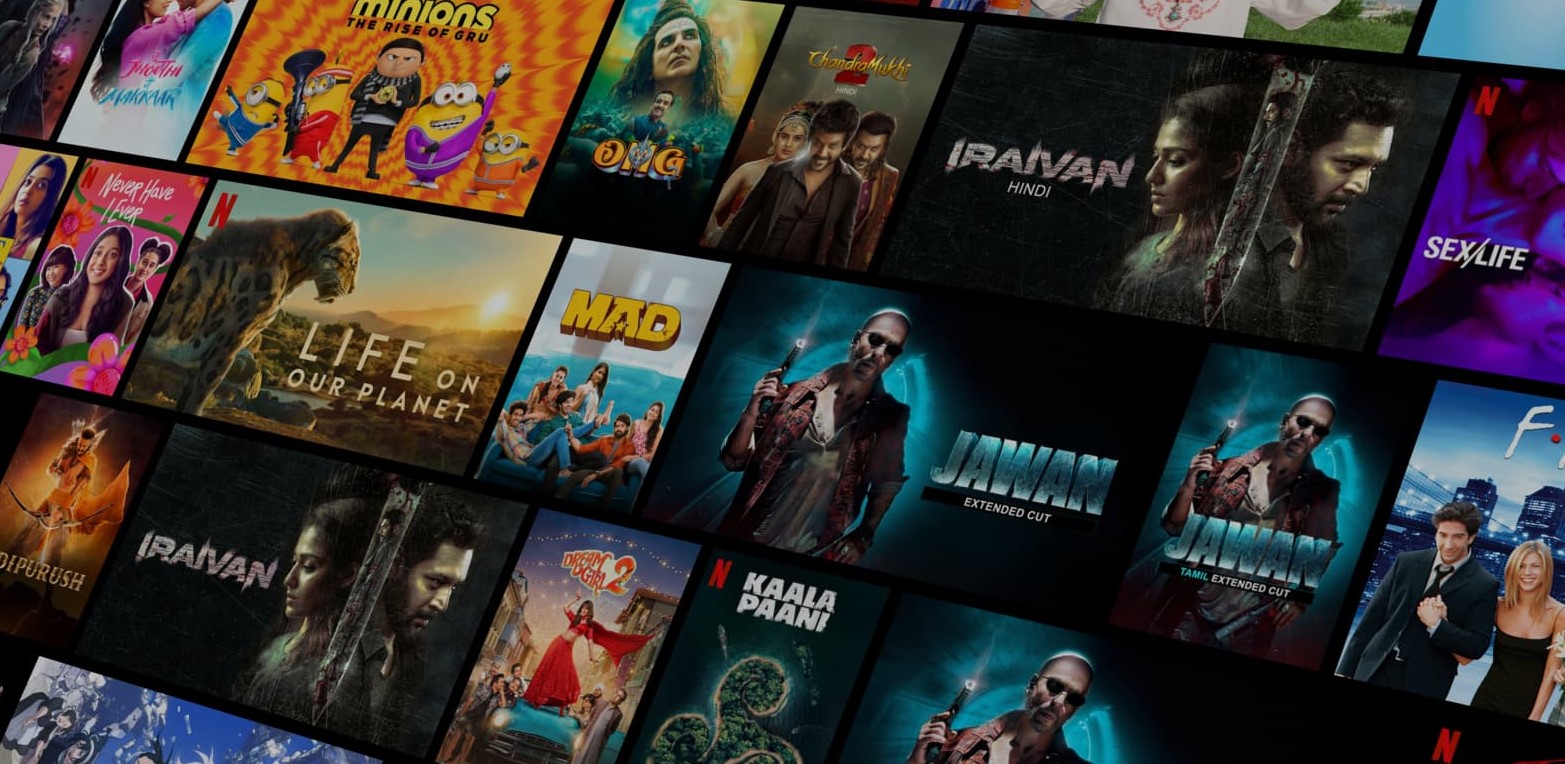 JHOOTHI
MAKKAAR
MINIONS
THE RISE OF GRU
OMG
2
CHANDRAMUKHI
HINDI
IRAIVAN
HINDI
N
SEX/LIFE
N
NEVER HAVE
I EVER
N
LIFE ON
OUR PLANET
MAD
JAWAN
EXTENDED CUT
JAWAN
TAMIL EXTENDED CUT
F
DIPURUSH
IRAIVAN
DREAM
GIRL 2
N
KAALA
PAANI
N